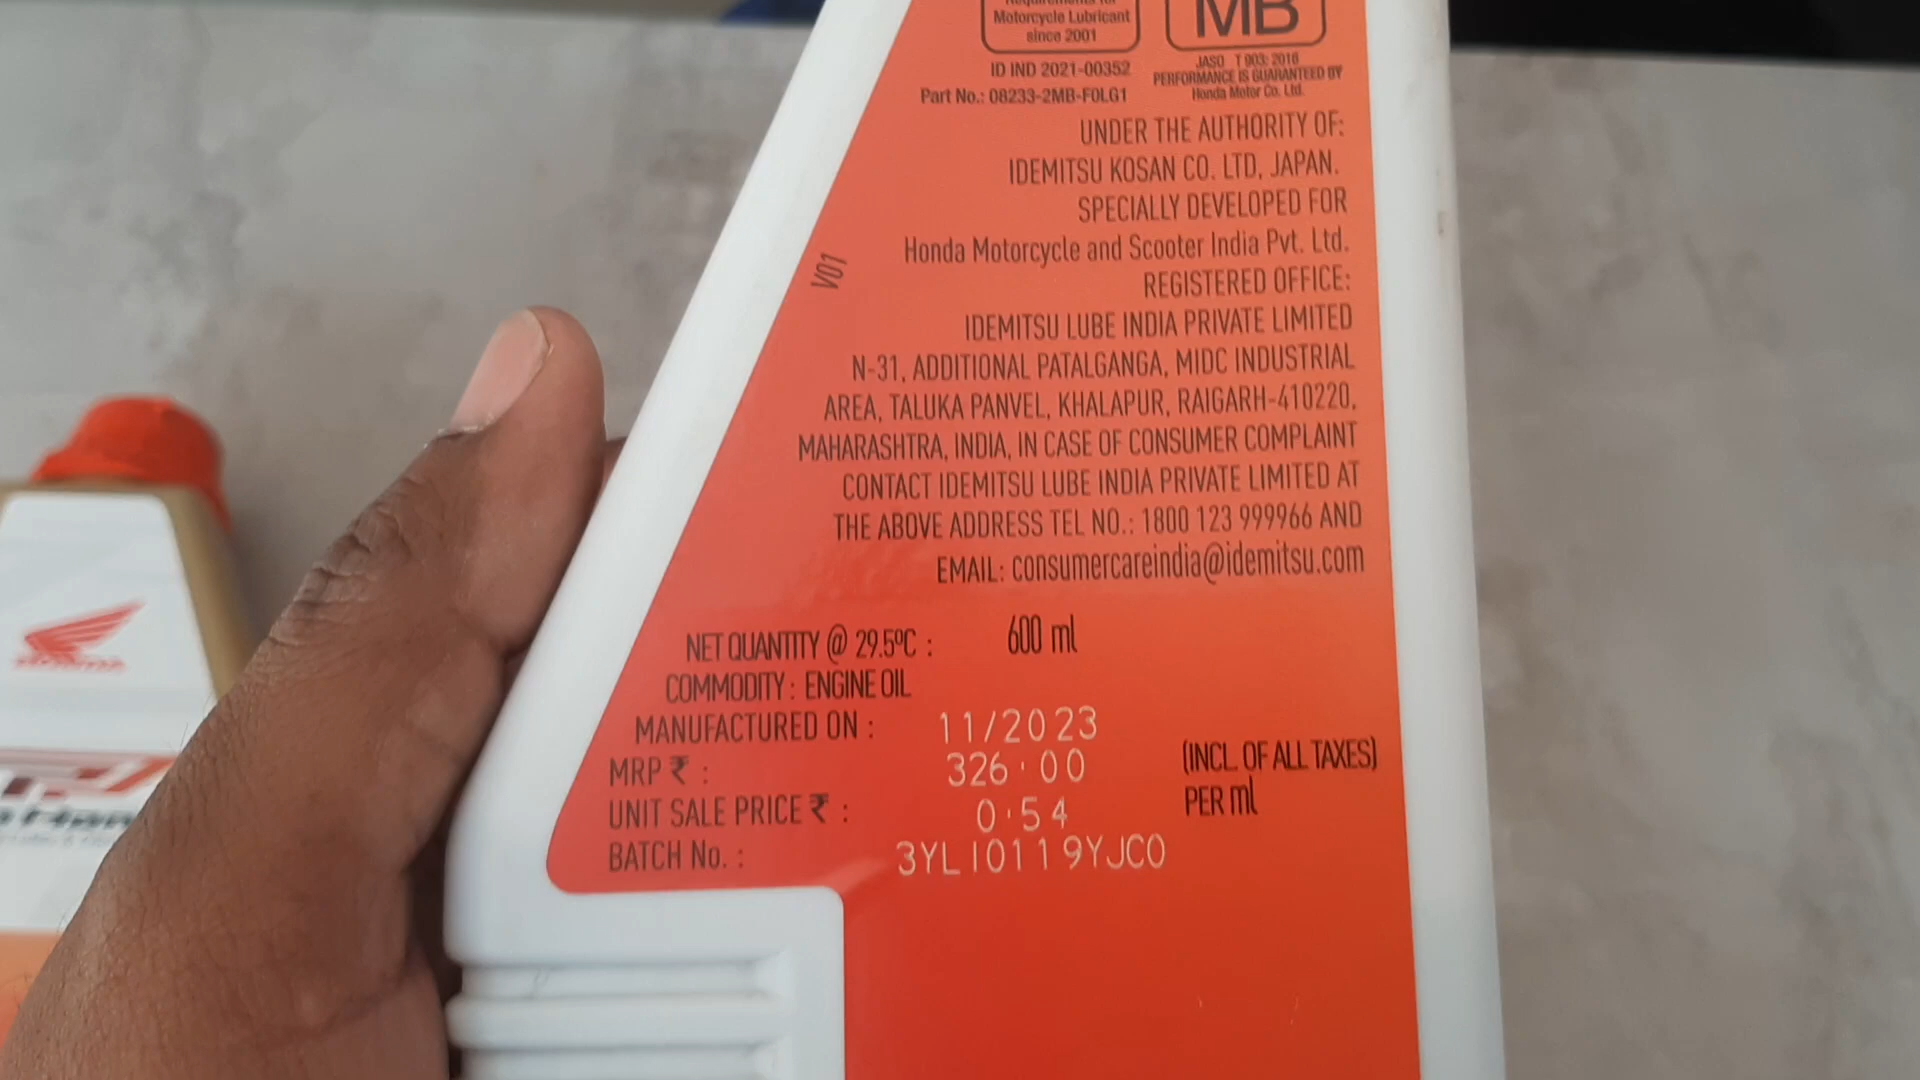 Requirements for
Motorcycle Lubricant
since 2001
MB
ID IND 2021-00352
JASO T 903: 2016
PERFORMANCE IS GUARANTEED BY
Honda Motor Co. Ltd.
Part No.: 08233-2MB-F0LG1
UNDER THE AUTHORITY OF:
IDEMITSU KOSAN CO. LTD, JAPAN.
SPECIALLY DEVELOPED FOR
Honda Motorcycle and Scooter India Pvt. Ltd.
REGISTERED OFFICE:
V01
IDEMITSU LUBE INDIA PRIVATE LIMITED
N-31, ADDITIONAL PATALGANGA, MIDC INDUSTRIAL
AREA, TALUKA PANVEL, KHALAPUR, RAIGARH-410220,
MAHARASHTRA, INDIA, IN CASE OF CONSUMER COMPLAINT
CONTACT IDEMITSU LUBE INDIA PRIVATE LIMITED AT
THE ABOVE ADDRESS TEL NO.: 1800 123 999966 AND
EMAIL: consumercareindia@idemitsu.com
NET QUANTITY @ 29.5ºC : 600 ml
COMMODITY : ENGINE OIL
MANUFACTURED ON : 11/2023
MRP ₹ : 326.00 (INCL. OF ALL TAXES)
UNIT SALE PRICE ₹ : 0.54 PER ml
BATCH No. : 3YLI0119YJCO
HONDA